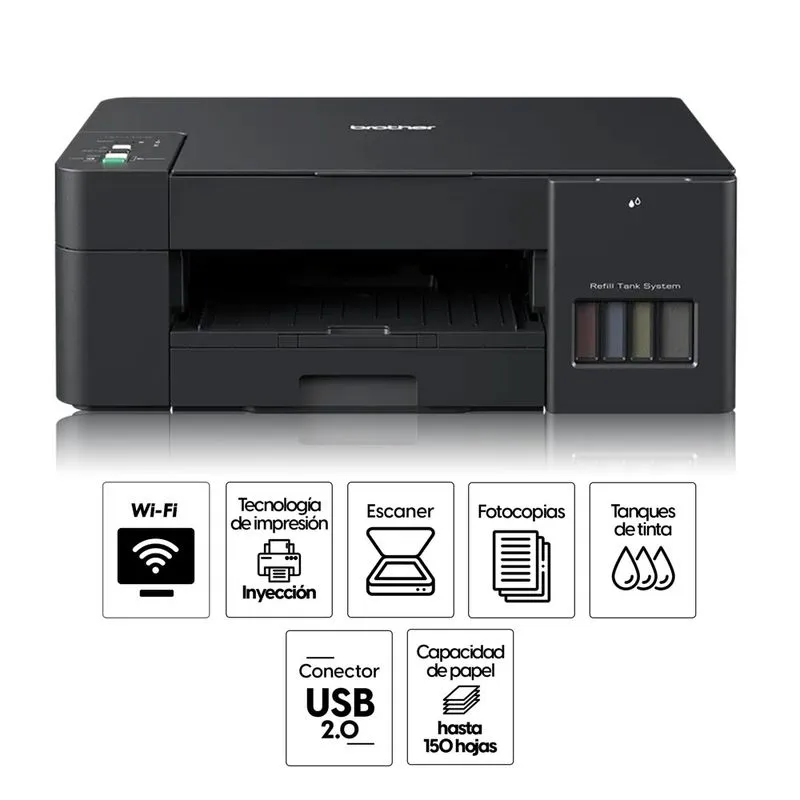 brother
Refill Tank System
Wi-Fi
Tecnología
de impresión
Inyección
Escaner
Fotocopias
Tanques
de tinta
Conector
USB
2.0
Capacidad
de papel
hasta
150 hojas